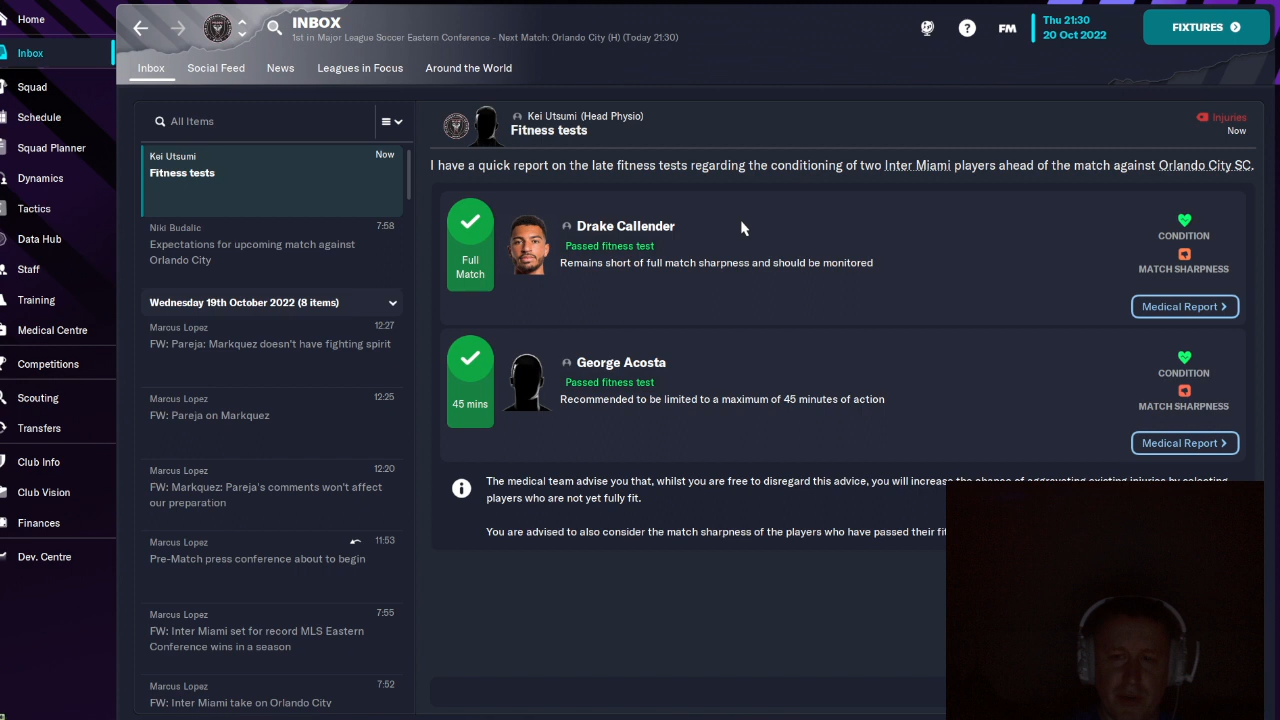 Home
Inbox
Squad
Schedule
Squad Planner
Dynamics
Tactics
Data Hub
Staff
Training
Medical Centre
Competitions
Scouting
Transfers
Club Info
Club Vision
Finances
Dev. Centre
INBOX
1st in Major League Soccer Eastern Conference - Next Match: Orlando City (H) (Today 21:30)
?
FM
Thu 21:30
20 Oct 2022
FIXTURES
Inbox Social Feed News Leagues in Focus Around the World
All Items
Kei Utsumi Now
Fitness tests
Niki Budalic 7:58
Expectations for upcoming match against
Orlando City
Wednesday 19th October 2022 (8 items)
Marcus Lopez 12:27
FW: Pareja: Markquez doesn't have fighting spirit
Marcus Lopez 12:25
FW: Pareja on Markquez
Marcus Lopez 12:20
FW: Markquez: Pareja's comments won't affect
our preparation
Marcus Lopez 11:53
Pre-Match press conference about to begin
Marcus Lopez 7:55
FW: Inter Miami set for record MLS Eastern
Conference wins in a season
Marcus Lopez 7:52
FW: Inter Miami take on Orlando City
Kei Utsumi (Head Physio)
Fitness tests
Injuries
Now
I have a quick report on the late fitness tests regarding the conditioning of two Inter Miami players ahead of the match against Orlando City SC.
Full
Match
Drake Callender
Passed fitness test
Remains short of full match sharpness and should be monitored
CONDITION
MATCH SHARPNESS
Medical Report
45 mins
George Acosta
Passed fitness test
Recommended to be limited to a maximum of 45 minutes of action
CONDITION
MATCH SHARPNESS
Medical Report
The medical team advise you that, whilst you are free to disregard this advice, you will increase the chance of aggravating existing injuries by selecting
players who are not yet fully fit.
You are advised to also consider the match sharpness of the players who have passed their fi